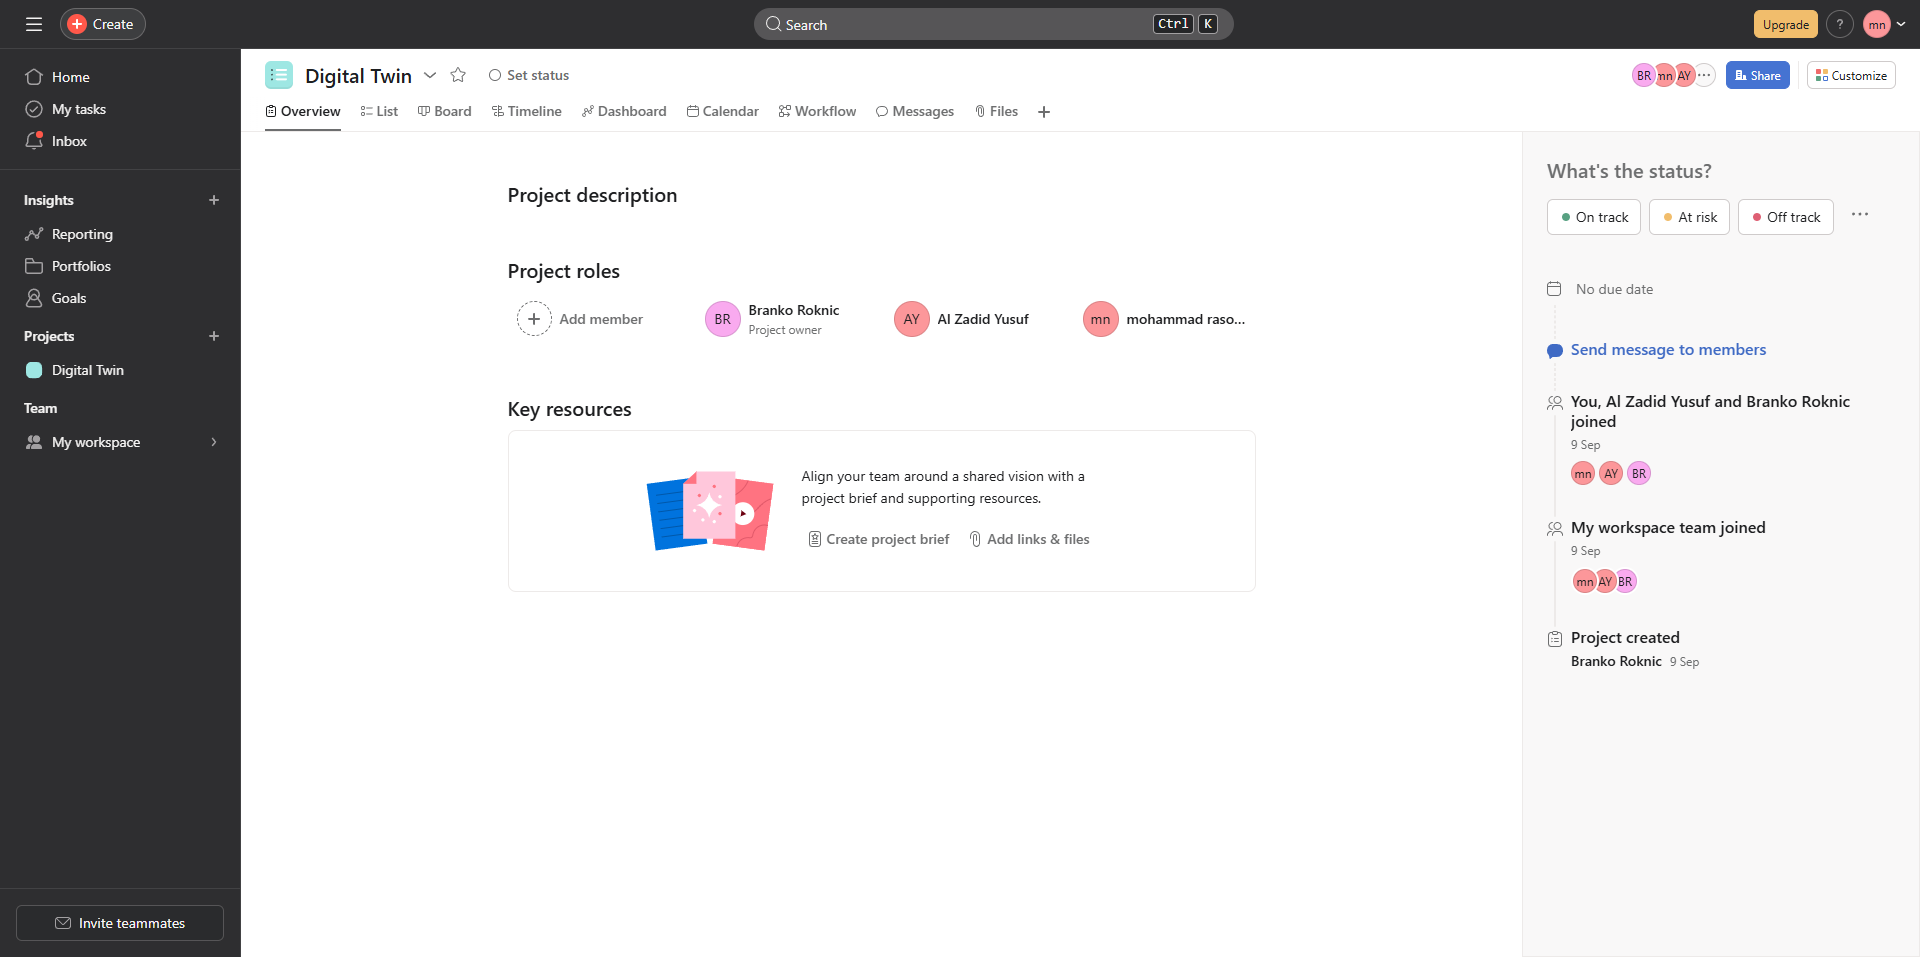 Create
Search
Ctrl K
Upgrade
?
mn
Home
My tasks
Inbox
Insights
Reporting
Portfolios
Goals
Projects
Digital Twin
Team
My workspace
Invite teammates
Digital Twin
Set status
BR mn AY
Share
Customize
Overview List Board Timeline Dashboard Calendar Workflow Messages Files
Project description
Project roles
Add member
BR
Branko Roknic
Project owner
AY
Al Zadid Yusuf
mn
mohammad raso...
Key resources
Align your team around a shared vision with a
project brief and supporting resources.
Create project brief
Add links & files
What's the status?
On track
At risk
Off track
No due date
Send message to members
You, Al Zadid Yusuf and Branko Roknic
joined
9 Sep
mn AY BR
My workspace team joined
9 Sep
mn AY BR
Project created
Branko Roknic 9 Sep